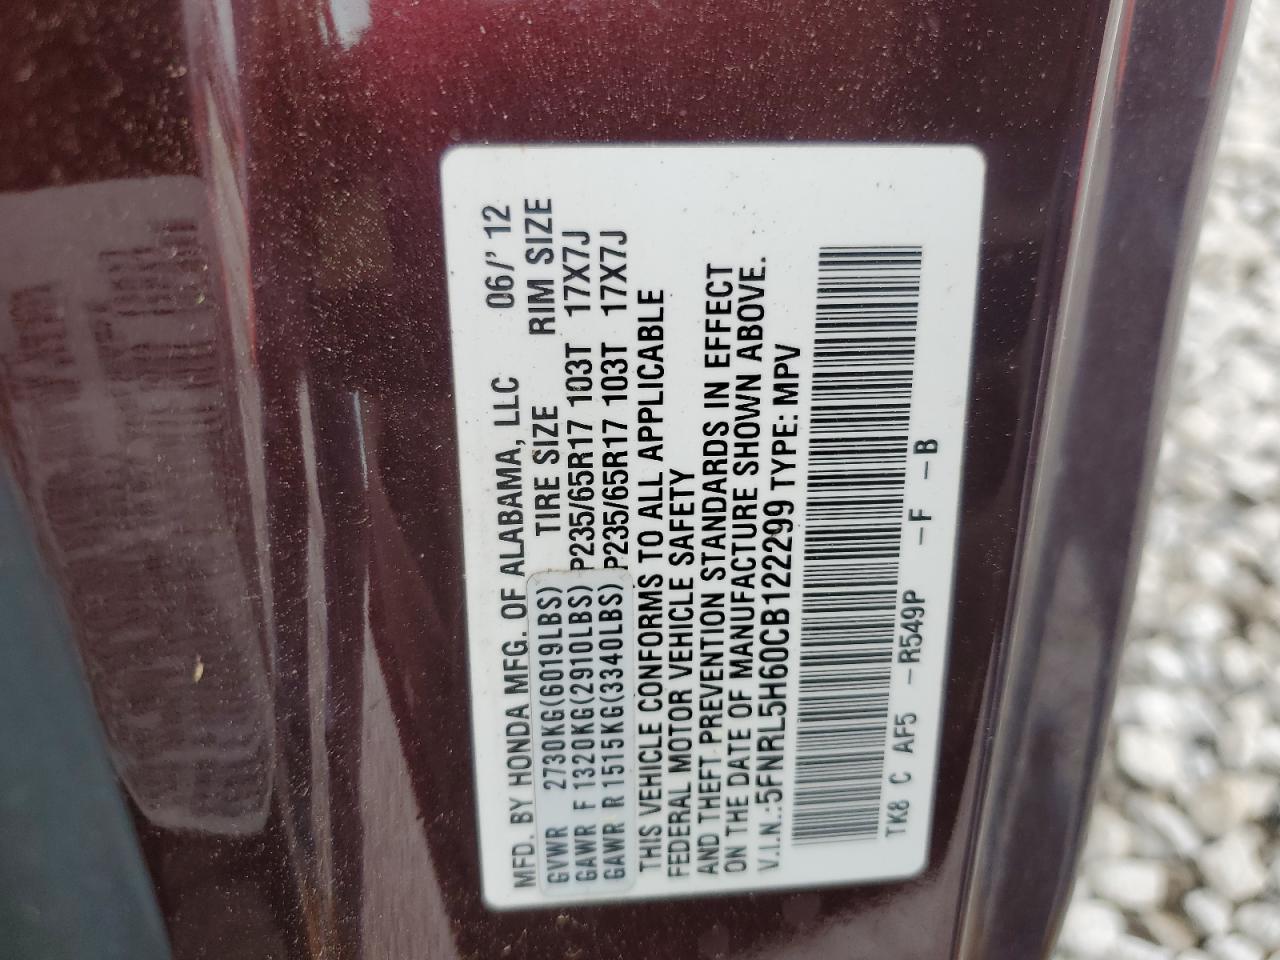 MFD. BY HONDA MFG. OF ALABAMA, LLC 06/'12
TIRE SIZE RIM SIZE
GVWR 2730KG(6019LBS)
GAWR F 1320KG(2910LBS) P235/65R17 103T 17X7J
GAWR R 1515KG(3340LBS) P235/65R17 103T 17X7J
THIS VEHICLE CONFORMS TO ALL APPLICABLE
FEDERAL MOTOR VEHICLE SAFETY
AND THEFT PREVENTION STANDARDS IN EFFECT
ON THE DATE OF MANUFACTURE SHOWN ABOVE.
V.I.N.:5FNRL5H60CB122299 TYPE: MPV
TK8 C AF5 -R549P -F -B